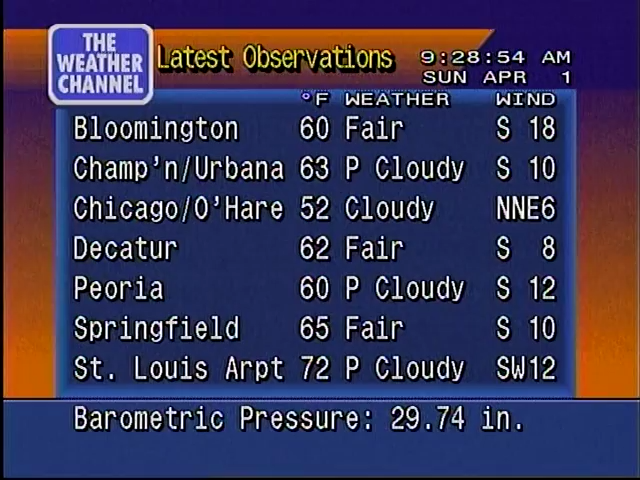 THE
WEATHER
CHANNEL
Latest Observations
9:28:54 AM
SUN APR 1
°F WEATHER WIND
Bloomington 60 Fair S 18
Champ'n/Urbana 63 P Cloudy S 10
Chicago/O'Hare 52 Cloudy NNE6
Decatur 62 Fair S 8
Peoria 60 P Cloudy S 12
Springfield 65 Fair S 10
St. Louis Arpt 72 P Cloudy SW12
Barometric Pressure: 29.74 in.